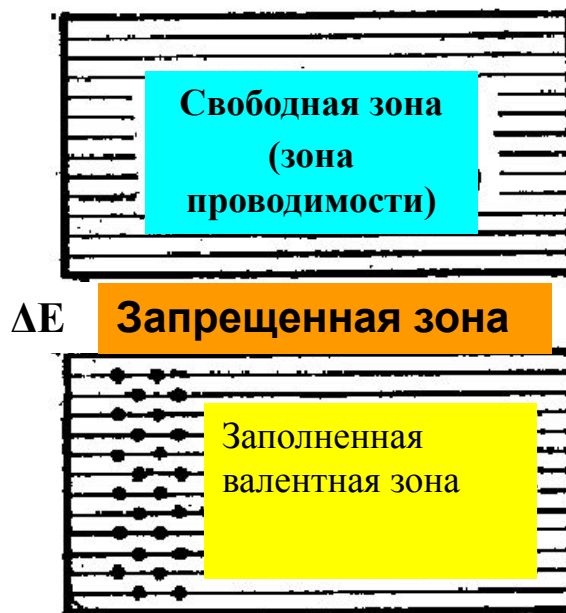 Свободная зона
(зона
проводимости)
ΔE Запрещенная зона
Заполненная
валентная зона